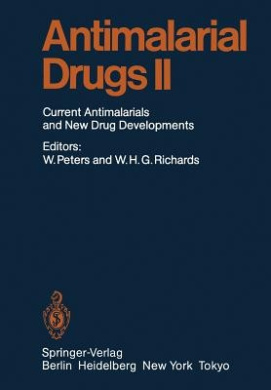 Antimalarial
Drugs II
Current Antimalarials
and New Drug Developments
Editors:
W. Peters and W. H. G. Richards
Springer-Verlag
Berlin Heidelberg New York Tokyo